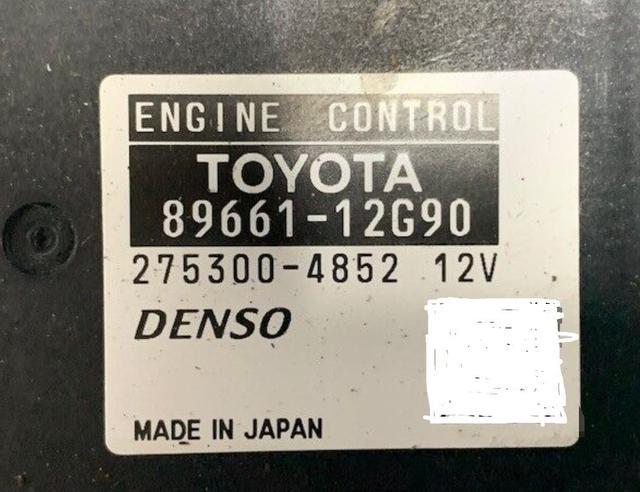 ENGINE CONTROL
TOYOTA
89661-12G90
275300-4852 12V
DENSO
MADE IN JAPAN